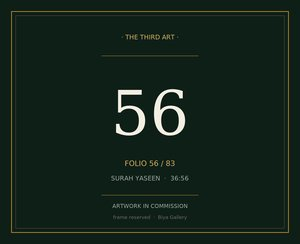 · THE THIRD ART ·
56
FOLIO 56 / 83
SURAH YASEEN · 36:56
ARTWORK IN COMMISSION
frame reserved · Biya Gallery